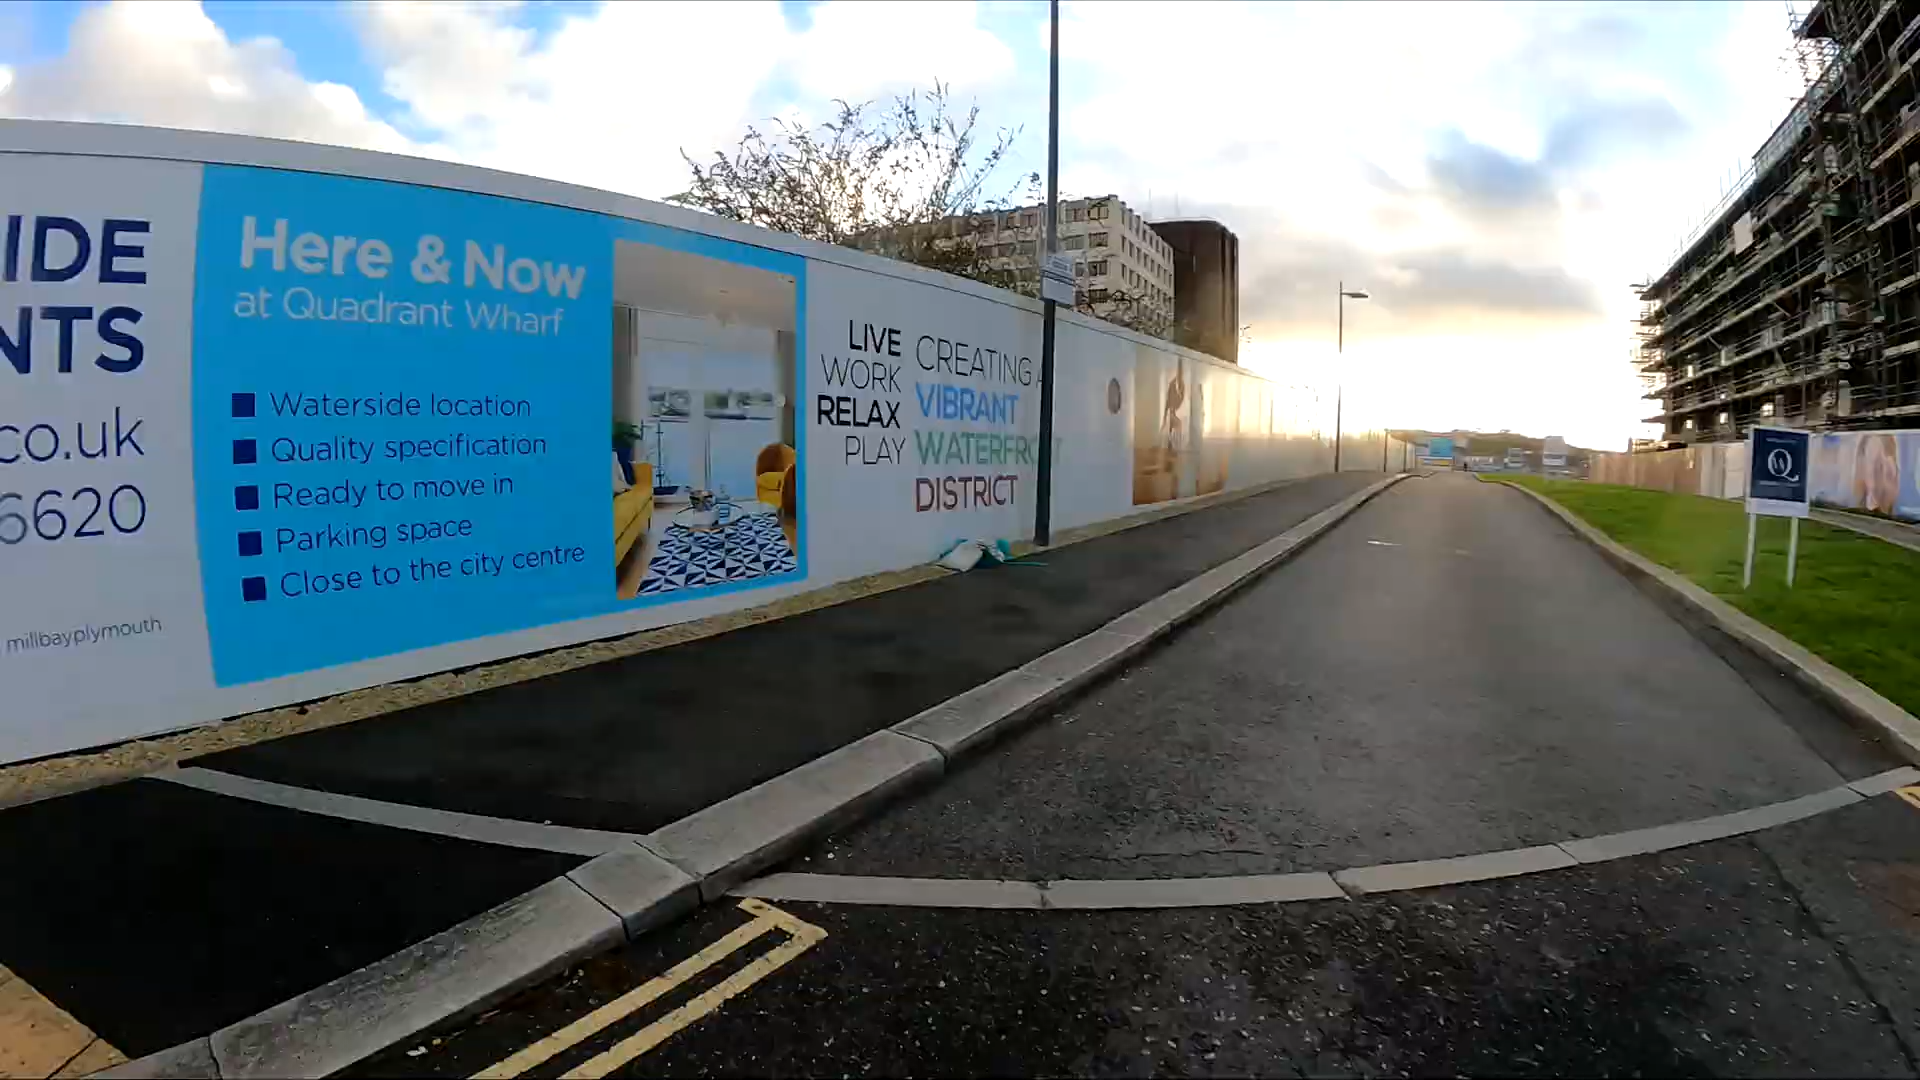 IDE
NTS
co.uk
6620
millbayplymouth
Here & Now
at Quadrant Wharf
Waterside location
Quality specification
Ready to move in
Parking space
Close to the city centre
LIVE
WORK
RELAX
PLAY
CREATING A
VIBRANT
WATERFRO
DISTRICT